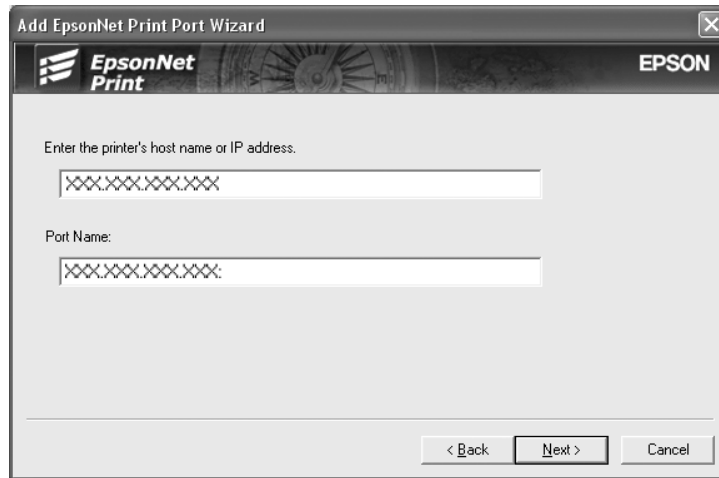 Add EpsonNet Print Port Wizard
EpsonNet
Print
EPSON
Enter the printer's host name or IP address.
XXX.XXX.XXX.XXX
Port Name:
XXX.XXX.XXX.XXX:
< Back
Next >
Cancel